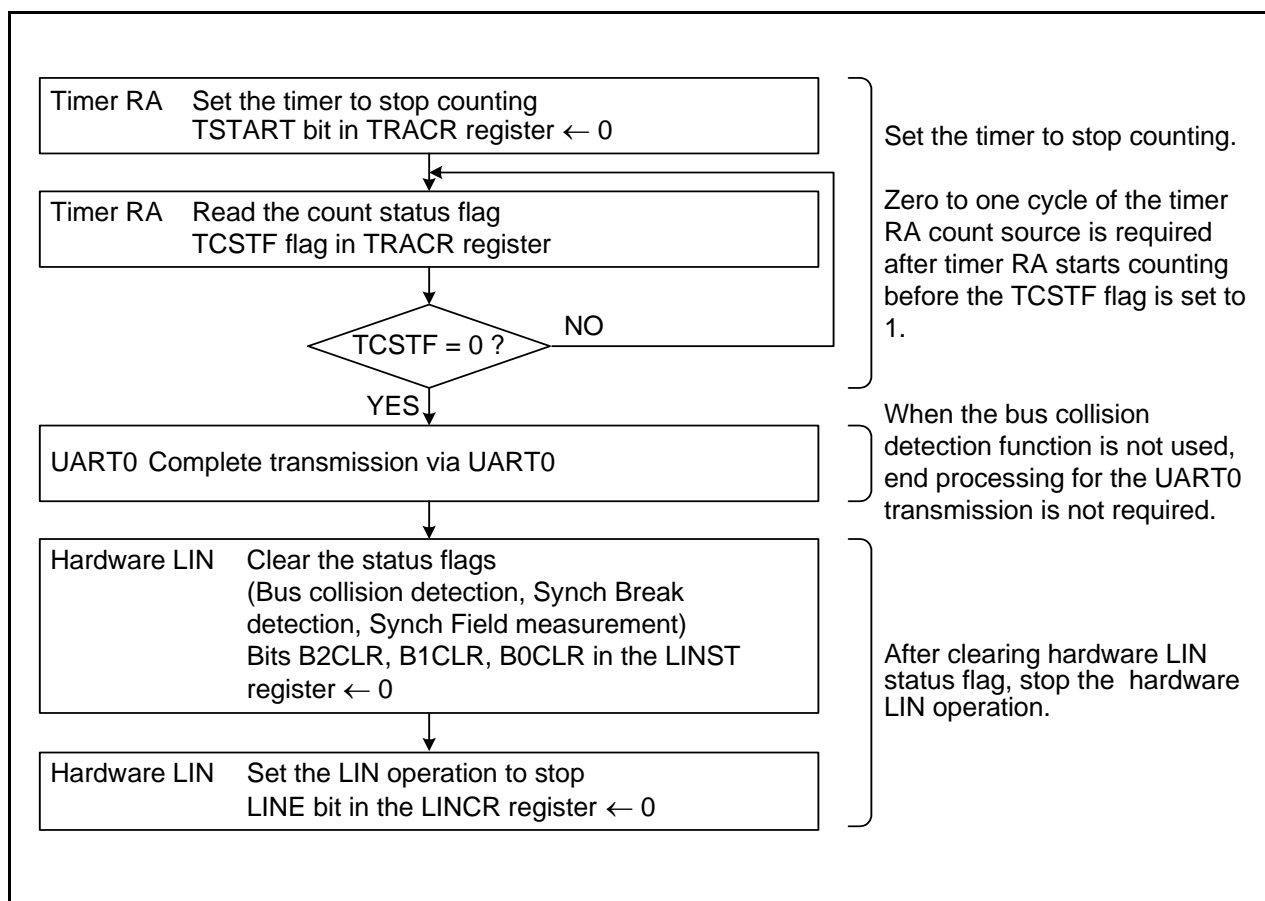 Timer RA Set the timer to stop counting
TSTART bit in TRACR register ← 0
Set the timer to stop counting.
Timer RA Read the count status flag
TCSTF flag in TRACR register
Zero to one cycle of the timer
RA count source is required
after timer RA starts counting
before the TCSTF flag is set to
1.
TCSTF = 0 ?
NO
YES
UART0 Complete transmission via UART0
When the bus collision
detection function is not used,
end processing for the UART0
transmission is not required.
Hardware LIN Clear the status flags
(Bus collision detection, Synch Break
detection, Synch Field measurement)
Bits B2CLR, B1CLR, B0CLR in the LINST
register ← 0
After clearing hardware LIN
status flag, stop the hardware
LIN operation.
Hardware LIN Set the LIN operation to stop
LINE bit in the LINCR register ← 0